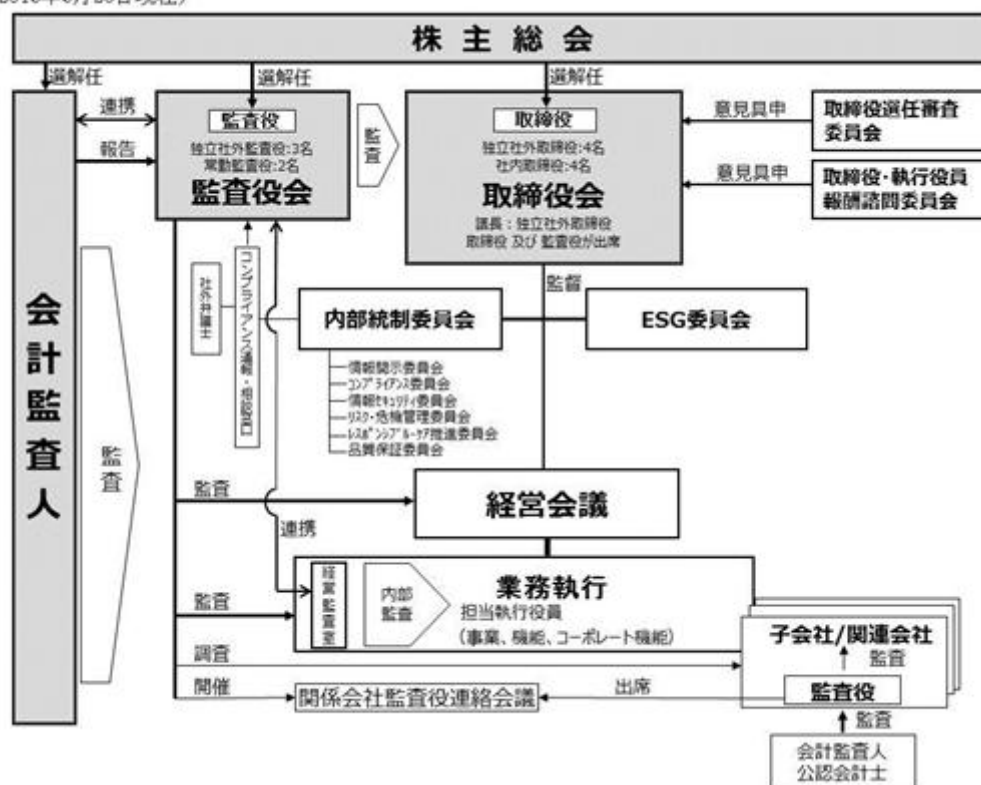 株主総会
選解任
選解任
選解任
連携
報告
監査役
独立社外監査役:3名
常勤監査役:2名
監査役会
監査
取締役
独立社外取締役:4名
社内取締役:4名
取締役会
議長：独立社外取締役
取締役 及び 監査役が出席
意見具申
取締役選任審査
委員会
意見具申
取締役・執行役員
報酬諮問委員会
会計監査人
監査
社外弁護士
コンプライアンス通報・相談窓口
監督
内部統制委員会
ESG委員会
情報開示委員会
コンプライアンス委員会
情報セキュリティ委員会
リスク・危機管理委員会
レスポンシブル・ケア推進委員会
品質保証委員会
監査
経営会議
連携
監査
経営監査室
内部
監査
業務執行
担当執行役員
（事業、機能、コーポレート機能）
子会社/関連会社
監査
監査役
調査
開催
関係会社監査役連絡会議
出席
監査
会計監査人
公認会計士